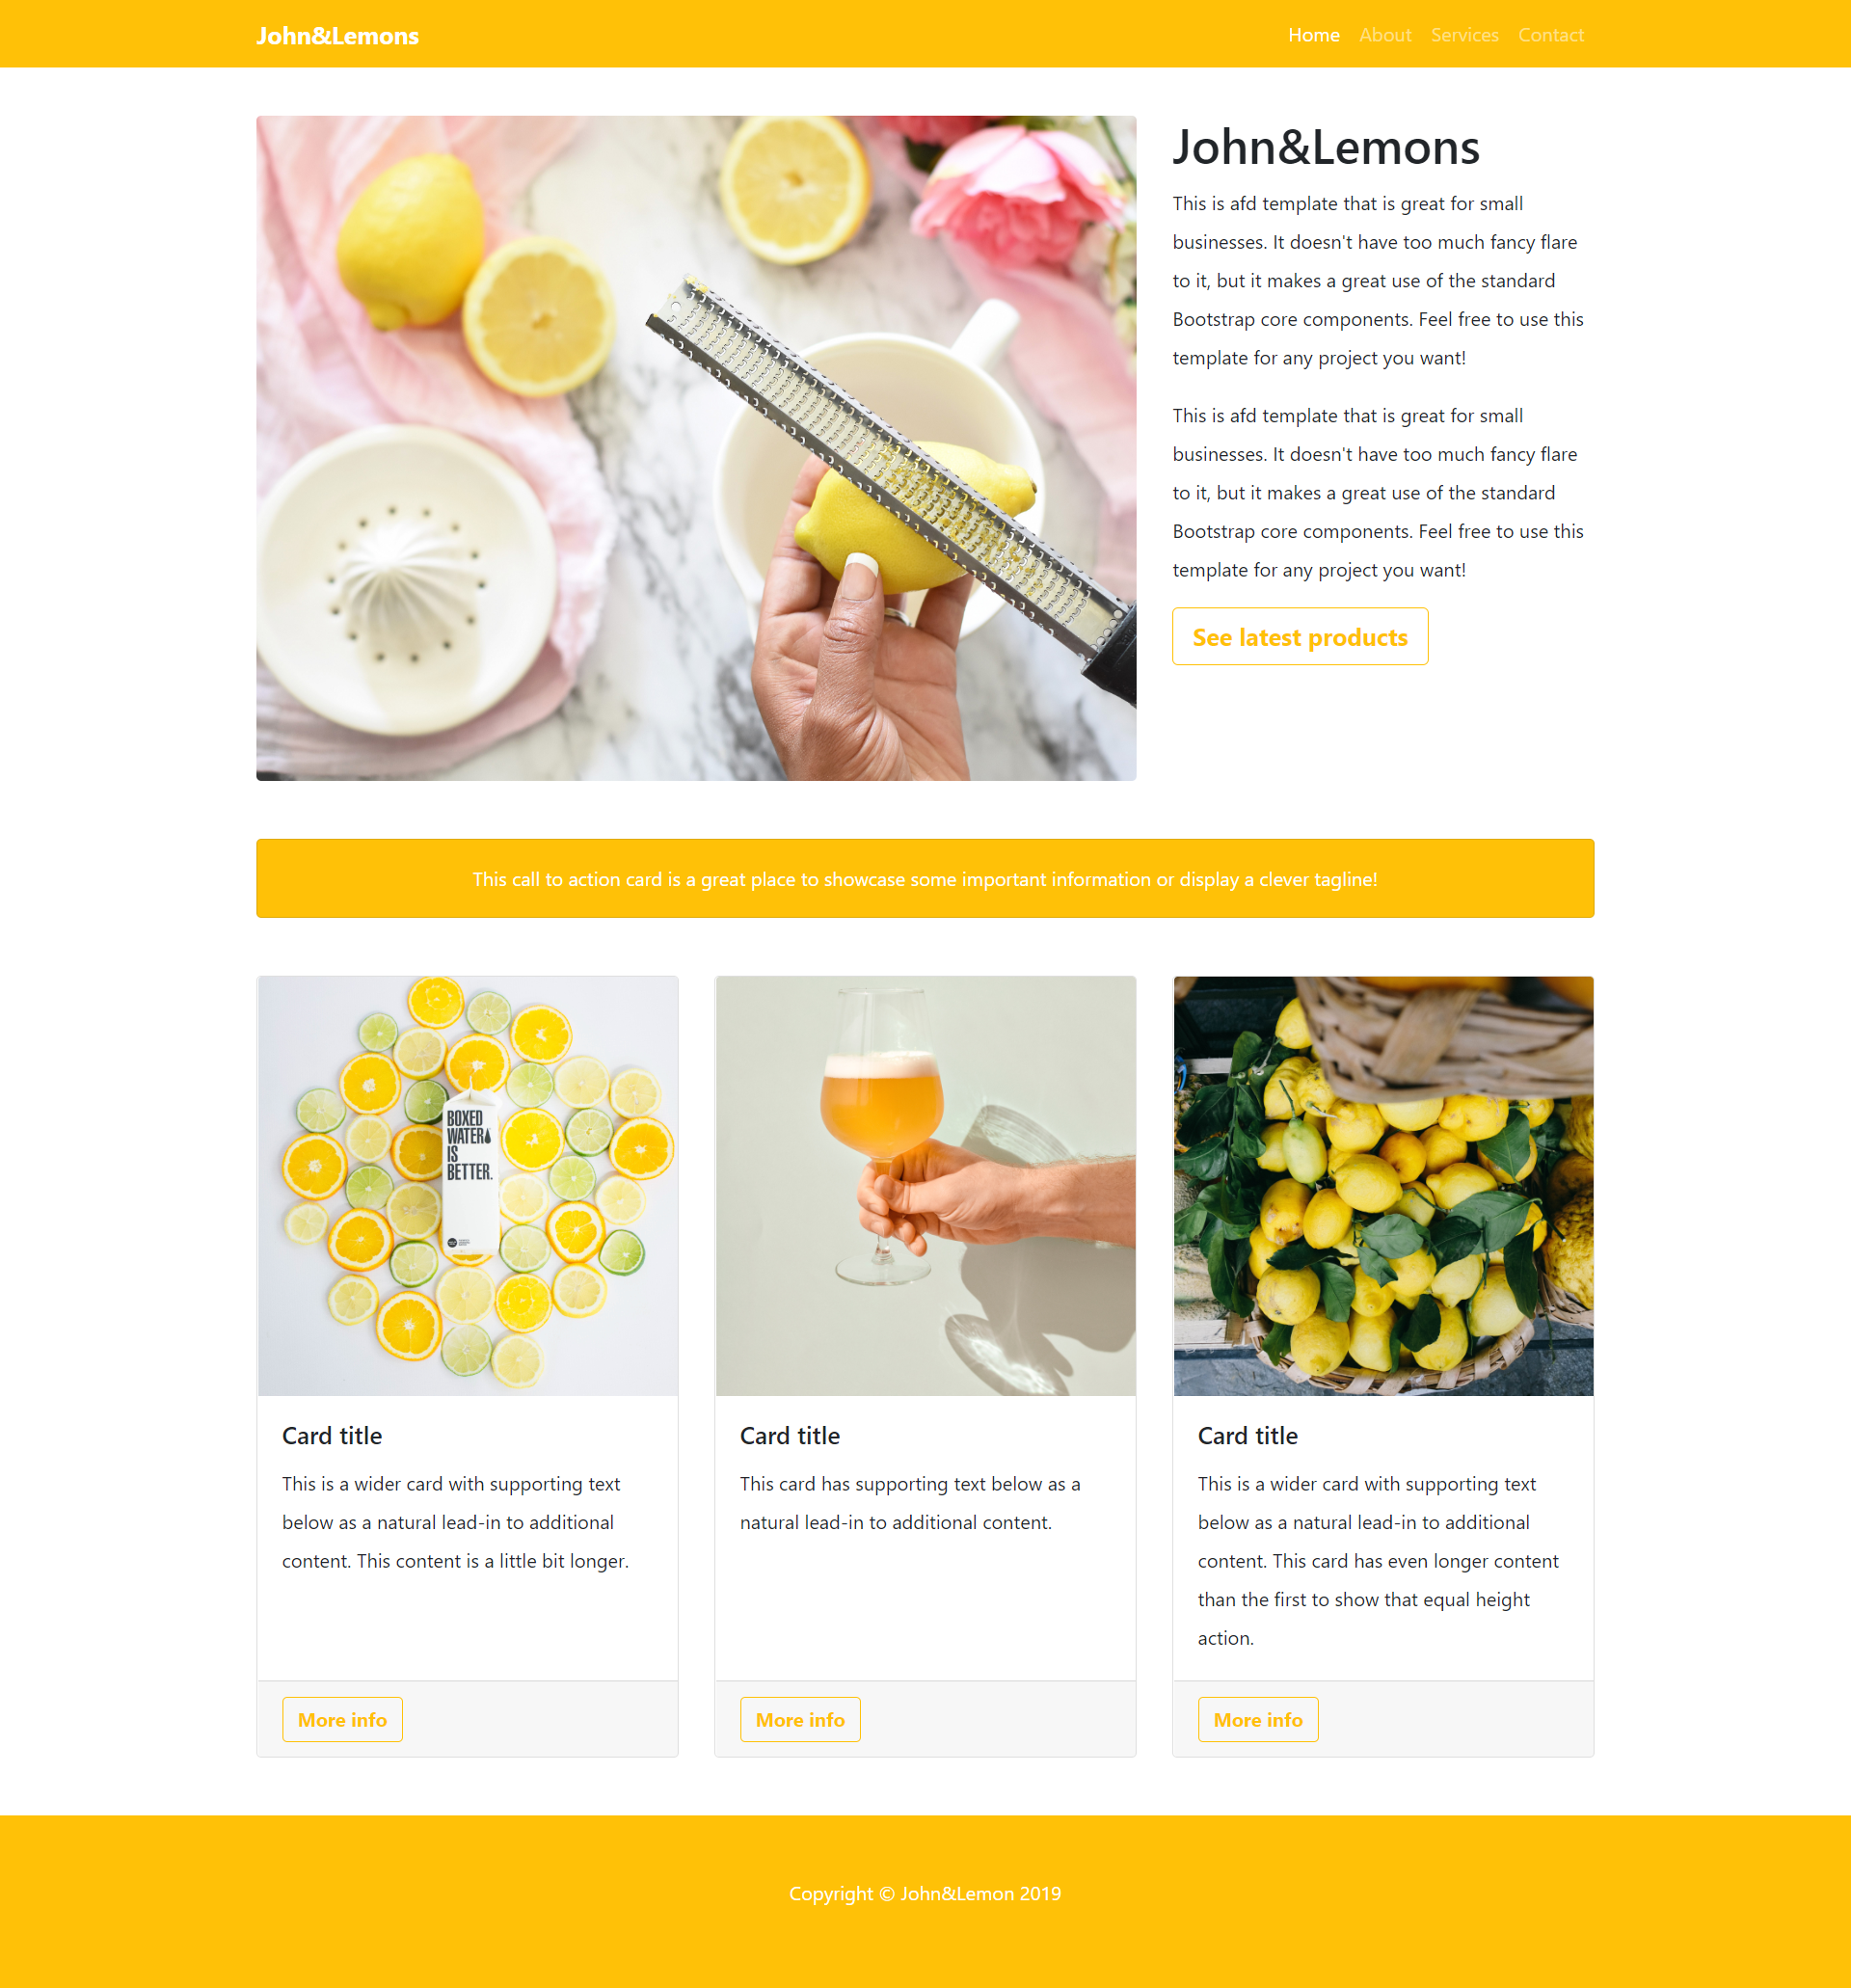 John&Lemons
Home About Services Contact
John&Lemons
This is afd template that is great for small
businesses. It doesn't have too much fancy flare
to it, but it makes a great use of the standard
Bootstrap core components. Feel free to use this
template for any project you want!
This is afd template that is great for small
businesses. It doesn't have too much fancy flare
to it, but it makes a great use of the standard
Bootstrap core components. Feel free to use this
template for any project you want!
See latest products
This call to action card is a great place to showcase some important information or display a clever tagline!
BOXED
WATER
IS
BETTER.
Card title
This is a wider card with supporting text
below as a natural lead-in to additional
content. This content is a little bit longer.
More info
Card title
This card has supporting text below as a
natural lead-in to additional content.
More info
Card title
This is a wider card with supporting text
below as a natural lead-in to additional
content. This card has even longer content
than the first to show that equal height
action.
More info
Copyright © John&Lemon 2019